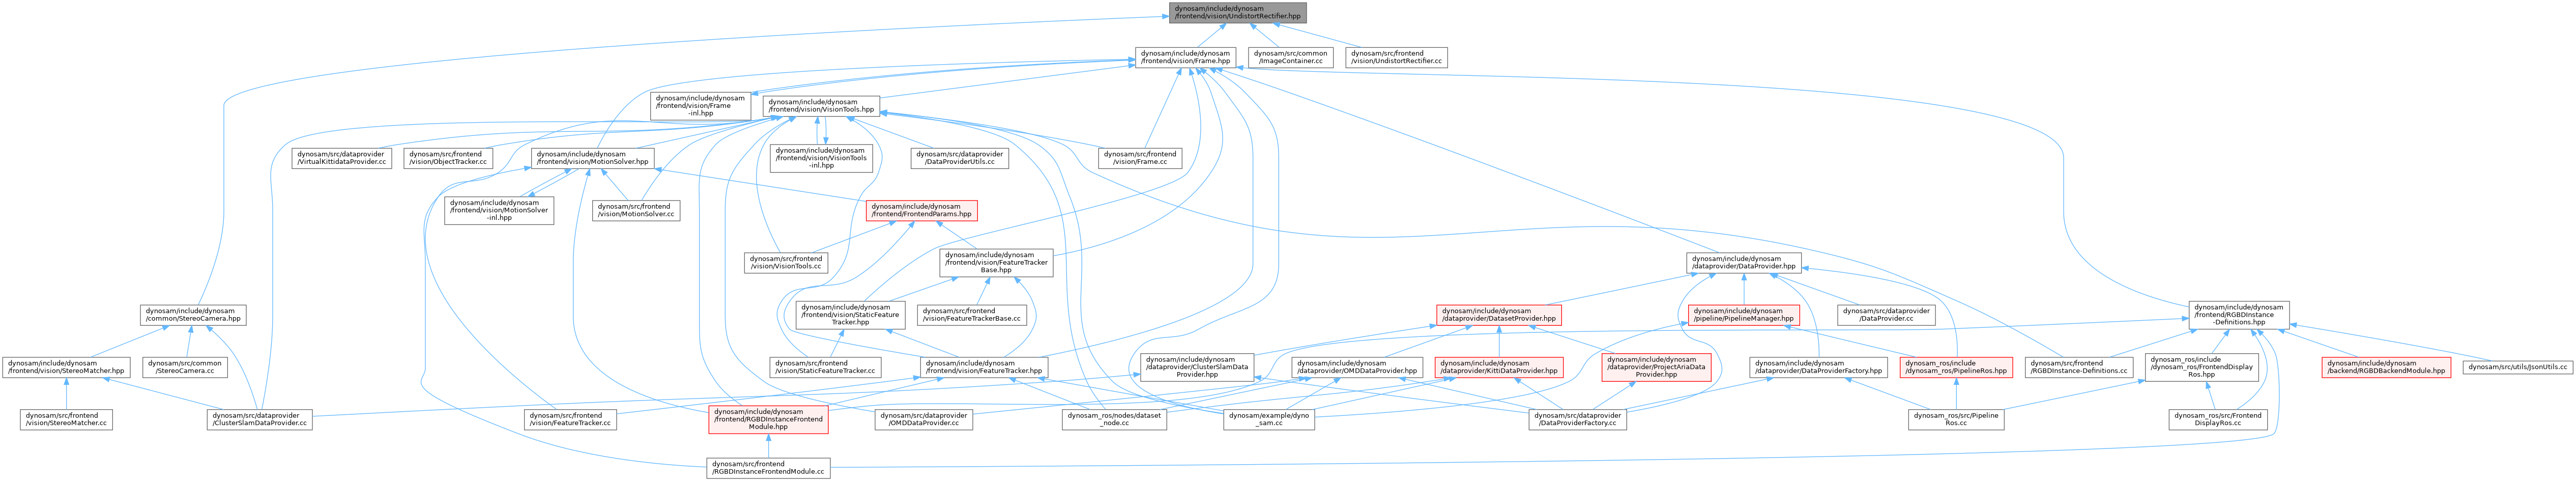 dynosam/include/dynosam
/frontend/vision/UndistortRectifier.hpp
dynosam/include/dynosam
/frontend/vision/Frame.hpp
dynosam/src/common
/ImageContainer.cc
dynosam/src/frontend
/vision/UndistortRectifier.cc
dynosam/include/dynosam
/frontend/vision/Frame
-inl.hpp
dynosam/include/dynosam
/frontend/vision/VisionTools.hpp
dynosam/src/dataprovider
/VirtualKittidataProvider.cc
dynosam/src/frontend
/vision/ObjectTracker.cc
dynosam/include/dynosam
/frontend/vision/MotionSolver.hpp
dynosam/include/dynosam
/frontend/vision/VisionTools
-inl.hpp
dynosam/src/dataprovider
/DataProviderUtils.cc
dynosam/src/frontend
/vision/Frame.cc
dynosam/include/dynosam
/frontend/vision/MotionSolver
-inl.hpp
dynosam/src/frontend
/vision/MotionSolver.cc
dynosam/include/dynosam
/frontend/FrontendParams.hpp
dynosam/src/frontend
/vision/VisionTools.cc
dynosam/include/dynosam
/frontend/vision/FeatureTracker
Base.hpp
dynosam/include/dynosam
/dataprovider/DataProvider.hpp
dynosam/include/dynosam
/common/StereoCamera.hpp
dynosam/include/dynosam
/frontend/vision/StaticFeature
Tracker.hpp
dynosam/src/frontend
/vision/FeatureTrackerBase.cc
dynosam/include/dynosam
/dataprovider/DatasetProvider.hpp
dynosam/include/dynosam
/pipeline/PipelineManager.hpp
dynosam/src/dataprovider
/DataProvider.cc
dynosam/include/dynosam
/frontend/RGBDInstance
-Definitions.hpp
dynosam/include/dynosam
/frontend/vision/StereoMatcher.hpp
dynosam/src/common
/StereoCamera.cc
dynosam/src/frontend
/vision/StaticFeatureTracker.cc
dynosam/include/dynosam
/frontend/vision/FeatureTracker.hpp
dynosam/include/dynosam
/dataprovider/ClusterSlamData
Provider.hpp
dynosam/include/dynosam
/dataprovider/OMDDataProvider.hpp
dynosam/include/dynosam
/dataprovider/KittiDataProvider.hpp
dynosam/include/dynosam
/dataprovider/ProjectAriaData
Provider.hpp
dynosam/include/dynosam
/dataprovider/DataProviderFactory.hpp
dynosam_ros/include
/dynosam_ros/PipelineRos.hpp
dynosam/src/frontend
/RGBDInstance-Definitions.cc
dynosam_ros/include
/dynosam_ros/FrontendDisplay
Ros.hpp
dynosam/include/dynosam
/backend/RGBDBackendModule.hpp
dynosam/src/utils/JsonUtils.cc
dynosam/src/frontend
/vision/StereoMatcher.cc
dynosam/src/dataprovider
/ClusterSlamDataProvider.cc
dynosam/src/frontend
/vision/FeatureTracker.cc
dynosam/include/dynosam
/frontend/RGBDInstanceFrontend
Module.hpp
dynosam/src/dataprovider
/OMDDataProvider.cc
dynosam_ros/nodes/dataset
_node.cc
dynosam/example/dyno
_sam.cc
dynosam/src/dataprovider
/DataProviderFactory.cc
dynosam_ros/src/Pipeline
Ros.cc
dynosam_ros/src/Frontend
DisplayRos.cc
dynosam/src/frontend
/RGBDInstanceFrontendModule.cc